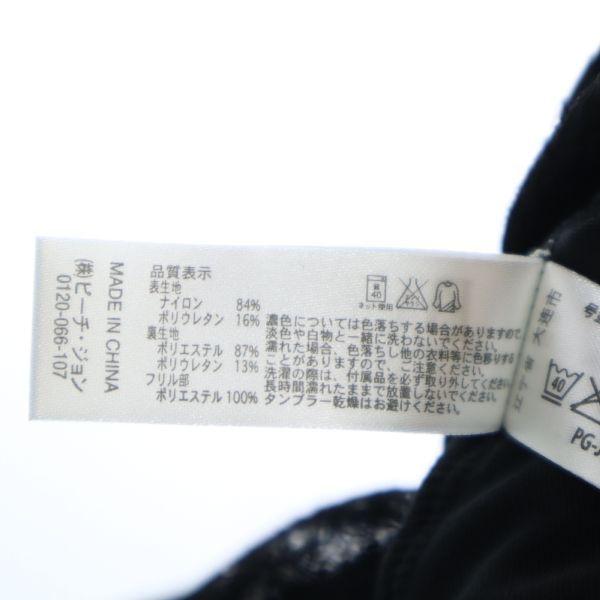 品質表示
表生地
ナイロン 84%
ポリウレタン 16%
裏生地
ポリエステル 87%
ポリウレタン 13%
フリル部
ポリエステル 100%
40
ネット使用
濃色については色落ちする場合がありますので、
淡色や白物と一緒に洗わないでください。
濡れた場合、色落ちし他の衣料等に色移りする
ことがありますので、ご注意ください。
洗濯の際は、付属品を必ず取り外してください。
長時間濡れたままで放置しないでください。
タンブラー乾燥はお避けください。
MADE IN CHINA
㈱ピーチ・ジョン
0120-066-107
大連市
40
PG-